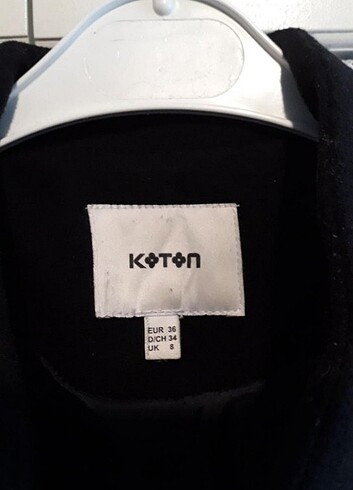 KOTON
EUR 36
D/CH 34
UK 8